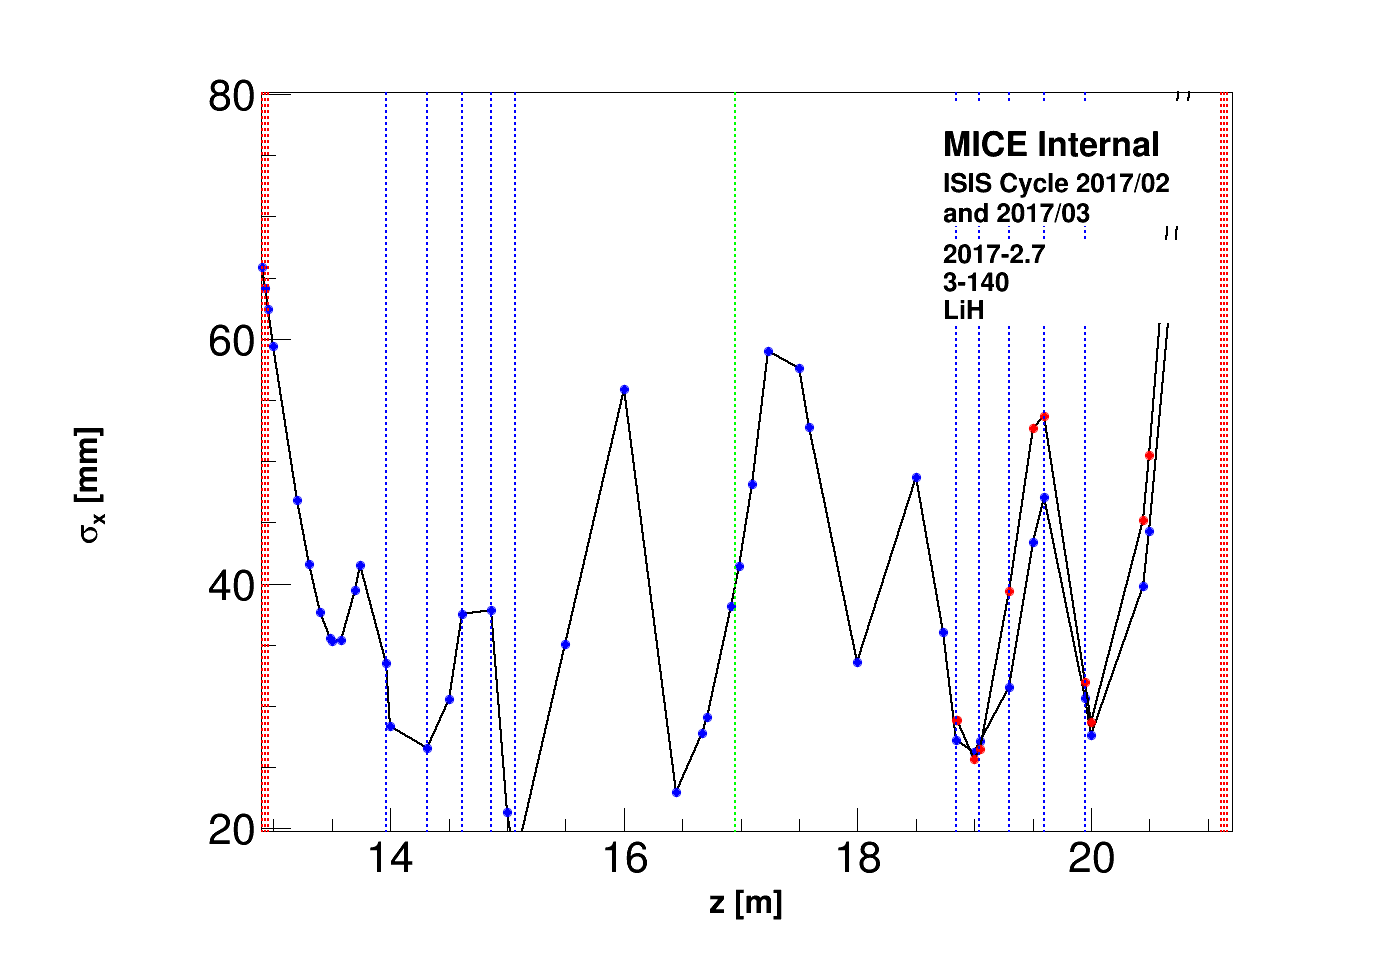 80
60
40
20
σx [mm]
MICE Internal
ISIS Cycle 2017/02
and 2017/03
2017-2.7
3-140
LiH
14 16 18 20
z [m]